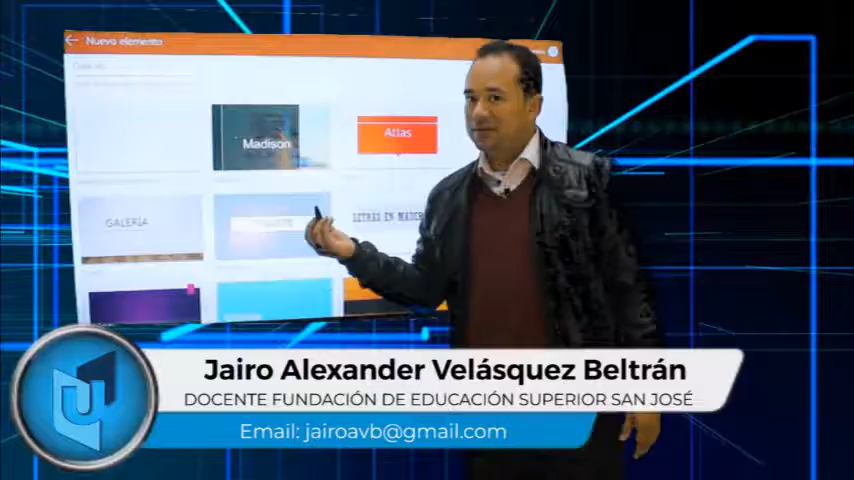 Nuevo elemento
Madison
Atlas
GALERÍA
LETRAS EN MADER
Jairo Alexander Velásquez Beltrán
DOCENTE FUNDACIÓN DE EDUCACIÓN SUPERIOR SAN JOSÉ
Email: jairoavb@gmail.com